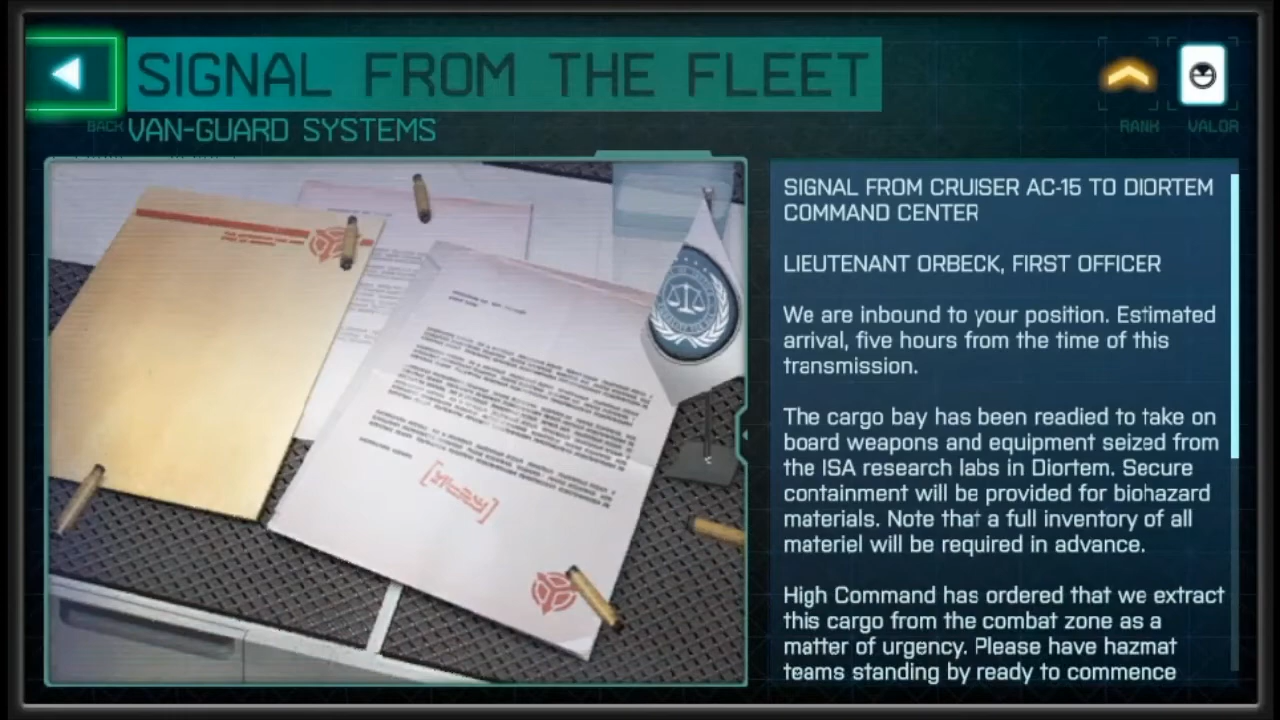 SIGNAL FROM THE FLEET
BACK
VAN-GUARD SYSTEMS
RANK
VALOR
SIGNAL FROM CRUISER AC-15 TO DIORTEM
COMMAND CENTER
LIEUTENANT ORBECK, FIRST OFFICER
We are inbound to your position. Estimated
arrival, five hours from the time of this
transmission.
The cargo bay has been readied to take on
board weapons and equipment seized from
the ISA research labs in Diortem. Secure
containment will be provided for biohazard
materials. Note that a full inventory of all
materiel will be required in advance.
High Command has ordered that we extract
this cargo from the combat zone as a
matter of urgency. Please have hazmat
teams standing by ready to commence